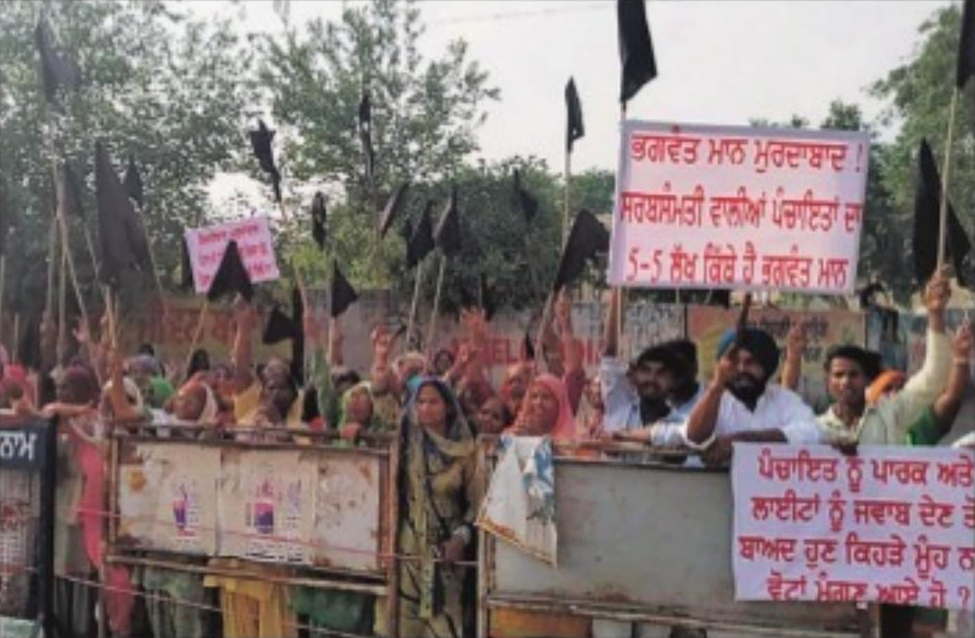 ਭਗਵੰਤ ਮਾਨ ਮੁਰਦਾਬਾਦ !
ਸਰਬਸੰਮਤੀ ਵਾਲੀਆਂ ਪੰਚਾਇਤਾਂ ਦਾ
5-5 ਲੱਖ ਕਿੱਥੇ ਹੈ ਭਗਵੰਤ ਮਾਨ
ਪੰਚਾਇਤ ਨੂੰ ਪਾਰਕ ਅਤੇ
ਲਾਈਟਾਂ ਨੂੰ ਜਵਾਬ ਦੇਣ ਤੋਂ
ਬਾਅਦ ਹੁਣ ਕਿਹੜੇ ਮੂੰਹ ਨਾਲ
ਵੋਟਾਂ ਮੰਗਣ ਆਏ ਹੋ ?